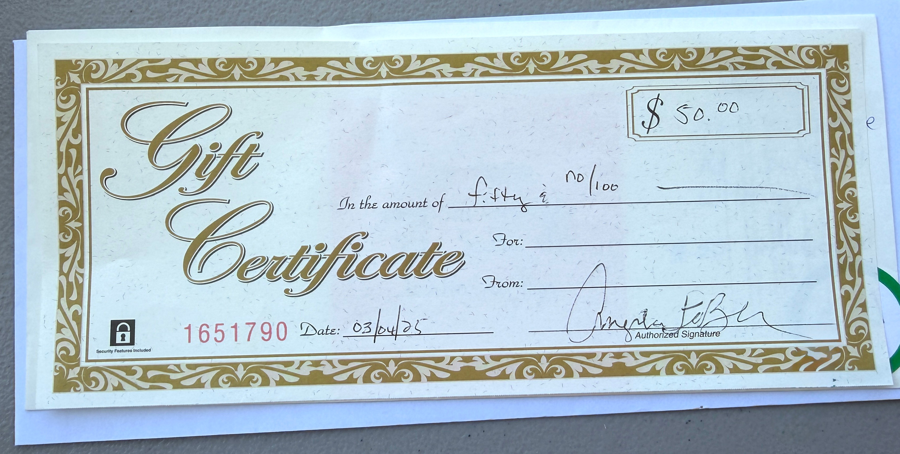 Gift
Certificate
$ 50.00
In the amount of fifty & no/100
For:
From:
Security Features Included
1651790 Date: 03/04/25
Angela
Authorized Signature
e